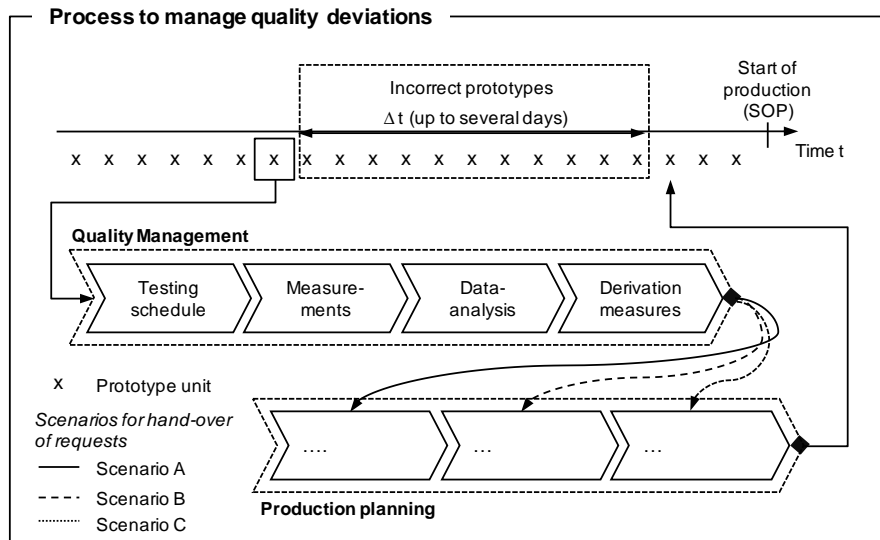 Process to manage quality deviations
Incorrect prototypes
Δ t (up to several days)
Start of
production
(SOP)
Time t
x x x x x x x x x x x x x x x x x x x x x
Quality Management
Testing
schedule
Measure-
ments
Data-
analysis
Derivation
measures
x Prototype unit
Scenarios for hand-over
of requests
Scenario A
Scenario B
Scenario C
....
...
...
Production planning